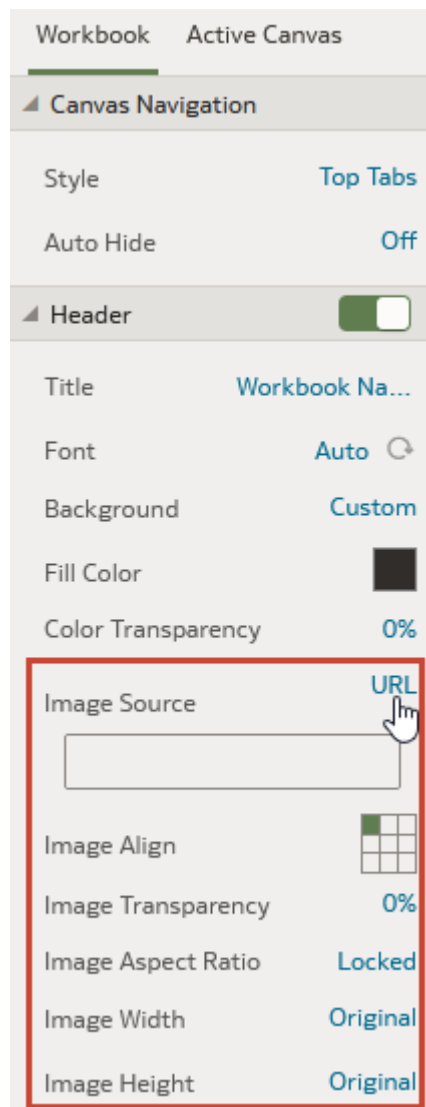 Workbook Active Canvas
Canvas Navigation
Style Top Tabs
Auto Hide Off
Header
Title Workbook Na...
Font Auto
Background Custom
Fill Color
Color Transparency 0%
Image Source URL
Image Align
Image Transparency 0%
Image Aspect Ratio Locked
Image Width Original
Image Height Original